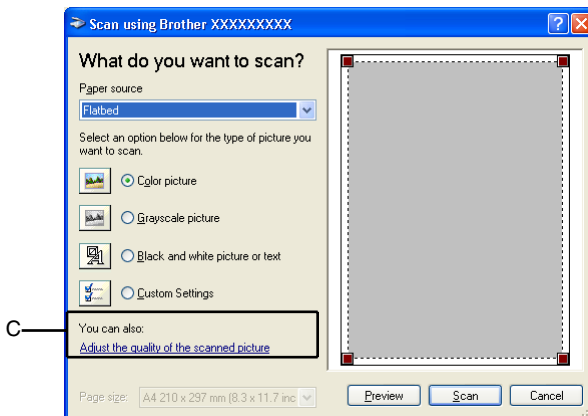 Scan using Brother XXXXXXXXX
What do you want to scan?
Paper source
Flatbed
Select an option below for the type of picture you
want to scan.
Color picture
Grayscale picture
Black and white picture or text
Custom Settings
C
You can also:
Adjust the quality of the scanned picture
Page size: A4 210 x 297 mm (8.3 x 11.7 inc
Preview Scan Cancel